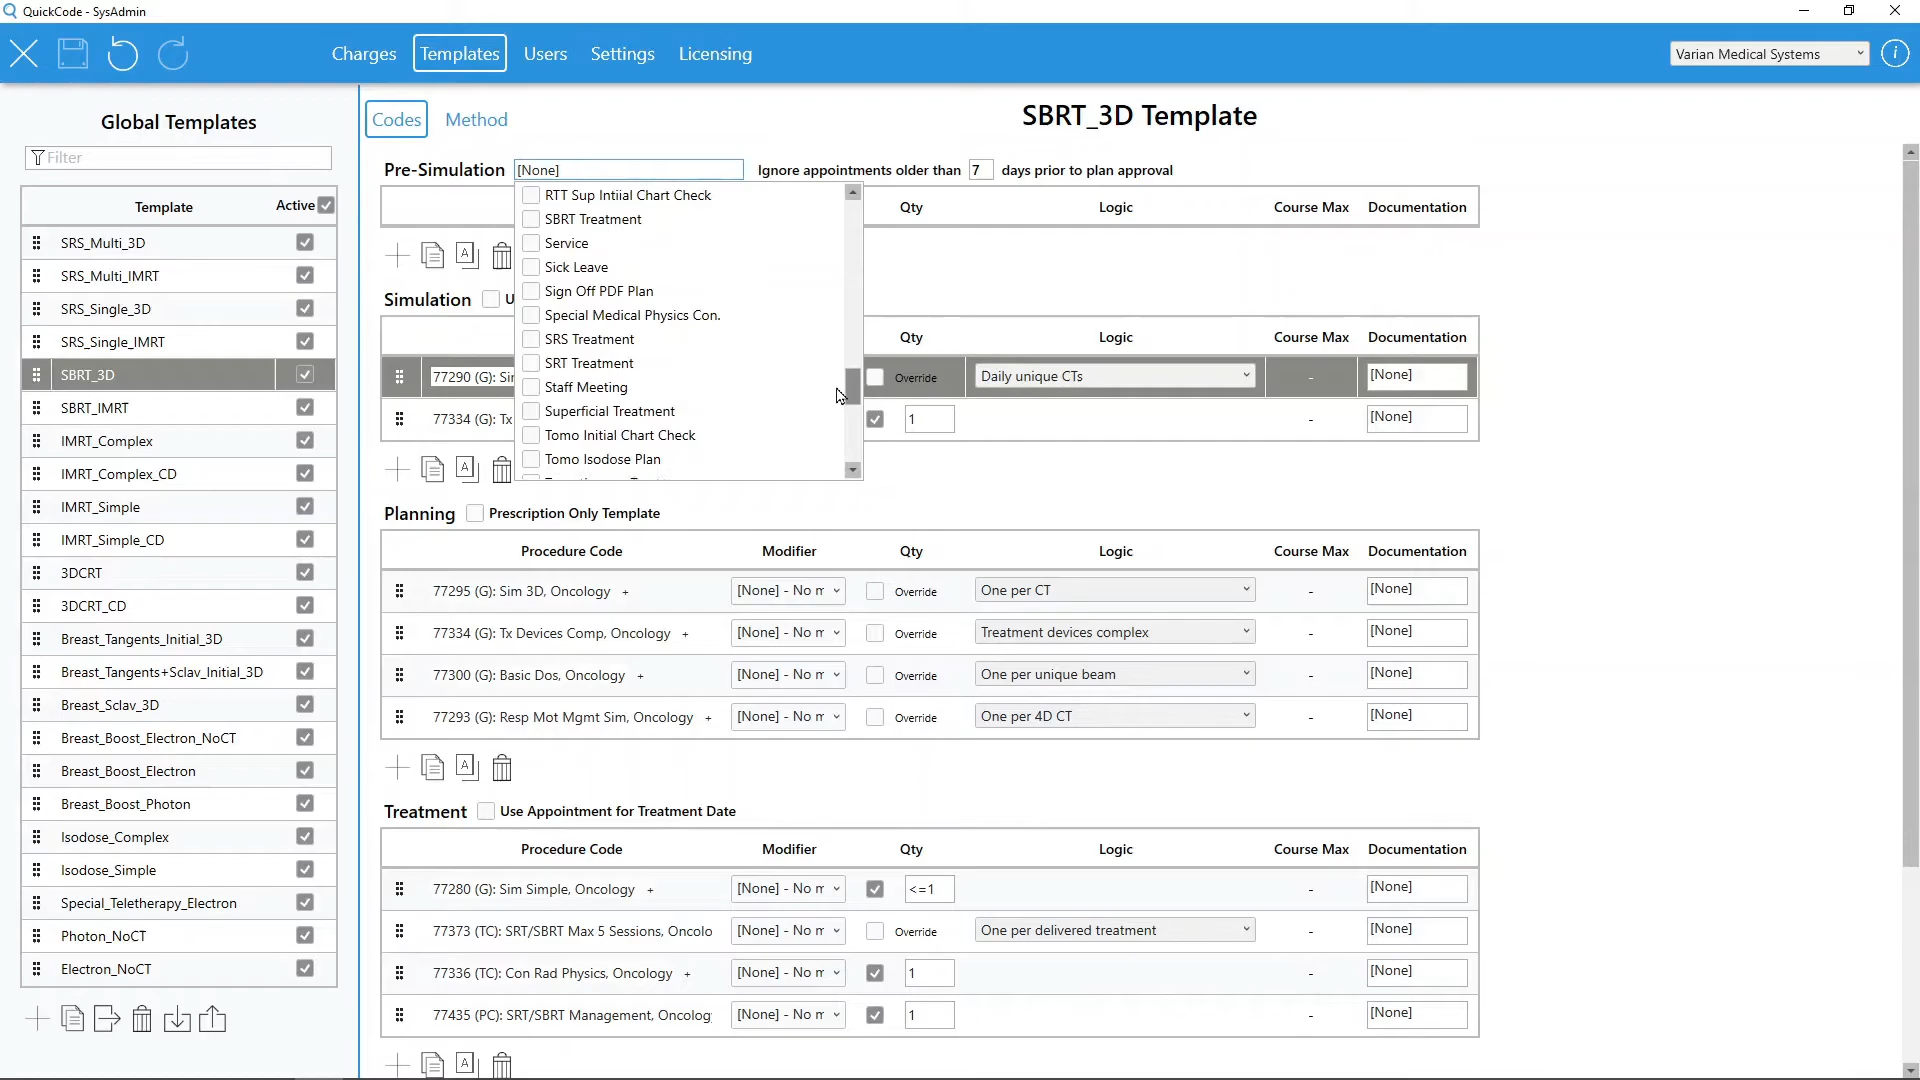 QuickCode - SysAdmin
Charges Templates Users Settings Licensing
Varian Medical Systems
i
Global Templates
Filter
Template Active
SRS_Multi_3D
SRS_Multi_IMRT
SRS_Single_3D
SRS_Single_IMRT
SBRT_3D
SBRT_IMRT
IMRT_Complex
IMRT_Complex_CD
IMRT_Simple
IMRT_Simple_CD
3DCRT
3DCRT_CD
Breast_Tangents_Initial_3D
Breast_Tangents+Sclav_Initial_3D
Breast_Sclav_3D
Breast_Boost_Electron_NoCT
Breast_Boost_Electron
Breast_Boost_Photon
Isodose_Complex
Isodose_Simple
Special_Teletherapy_Electron
Photon_NoCT
Electron_NoCT
Codes Method
SBRT_3D Template
Pre-Simulation [None] Ignore appointments older than 7 days prior to plan approval
Qty Logic Course Max Documentation
RTT Sup Intiial Chart Check
SBRT Treatment
Service
Sick Leave
Sign Off PDF Plan
Special Medical Physics Con.
SRS Treatment
SRT Treatment
Staff Meeting
Superficial Treatment
Tomo Initial Chart Check
Tomo Isodose Plan
A
Simulation U
Qty Logic Course Max Documentation
77290 (G): Sir Override Daily unique CTs - [None]
77334 (G): Tx 1 - [None]
A
Planning Prescription Only Template
Procedure Code Modifier Qty Logic Course Max Documentation
77295 (G): Sim 3D, Oncology + [None] - No m Override One per CT - [None]
77334 (G): Tx Devices Comp, Oncology + [None] - No m Override Treatment devices complex - [None]
77300 (G): Basic Dos, Oncology + [None] - No m Override One per unique beam - [None]
77293 (G): Resp Mot Mgmt Sim, Oncology + [None] - No m Override One per 4D CT - [None]
A
Treatment Use Appointment for Treatment Date
Procedure Code Modifier Qty Logic Course Max Documentation
77280 (G): Sim Simple, Oncology + [None] - No m <=1 - [None]
77373 (TC): SRT/SBRT Max 5 Sessions, Oncolo [None] - No m Override One per delivered treatment - [None]
77336 (TC): Con Rad Physics, Oncology + [None] - No m 1 - [None]
77435 (PC): SRT/SBRT Management, Oncolog [None] - No m 1 - [None]
A